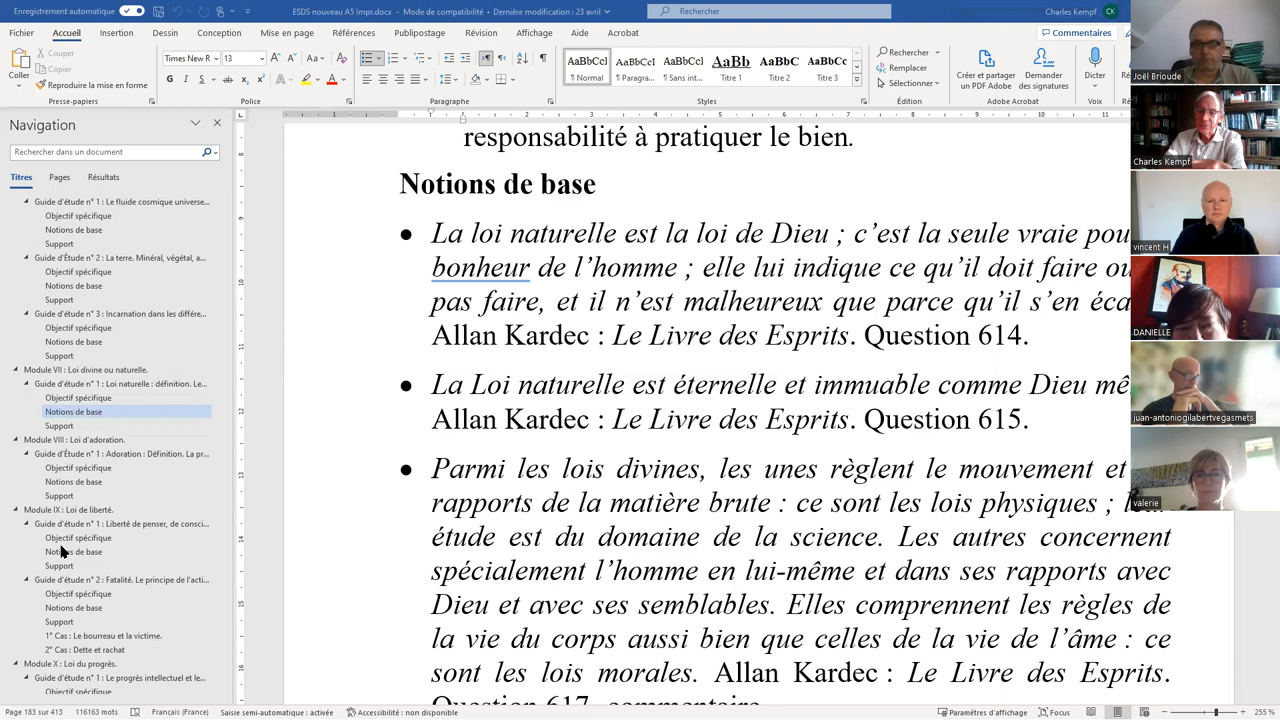 Enregistrement automatique
ESDS nouveau A5 Impr.docx - Mode de compatibilité • Dernière modification : 23 avril
Rechercher
Charles Kempf
CK
Fichier Accueil Insertion Dessin Conception Mise en page Références Publipostage Révision Affichage Aide Acrobat
Commentaires
Coller
Couper
Copier
Reproduire la mise en forme
Presse-papiers
Times New R
13
Aa
G I S ab x₂ x²
Police
Paragraphe
AaBbCcI AaBbCcI AaBbCcI AaBb AaBbC AaBbCc
¶ Normal ¶ Paragra... ¶ Sans int... Titre 1 Titre 2 Titre 3
Styles
Rechercher
Remplacer
Sélectionner
Édition
Créer et partager un PDF Adobe
Demander des signatures
Adobe Acrobat
Dicter
Voix
Navigation
Rechercher dans un document
Titres Pages Résultats
Guide d'étude n° 1 : Le fluide cosmique universe...
Objectif spécifique
Notions de base
Support
Guide d'Étude n° 2 : La terre. Minéral, végétal, a...
Objectif spécifique
Notions de base
Support
Guide d'étude n° 3 : Incarnation dans les différe...
Objectif spécifique
Notions de base
Support
Module VII : Loi divine ou naturelle.
Guide d'étude n° 1 : Loi naturelle : définition. Le...
Objectif spécifique
Notions de base
Support
Module VIII : Loi d'adoration.
Guide d'Étude n° 1 : Adoration : Définition. La pr...
Objectif spécifique
Notions de base
Support
Module IX : Loi de liberté.
Guide d'étude n° 1 : Liberté de penser, de consci...
Objectif spécifique
Notions de base
Support
Guide d'étude n° 2 : Fatalité. Le principe de l'acti...
Objectif spécifique
Notions de base
Support
1° Cas : Le bourreau et la victime.
2° Cas : Dette et rachat
Module X : Loi du progrès.
Guide d'étude n° 1 : Le progrès intellectuel et le...
Objectif spécifique
responsabilité à pratiquer le bien.
Notions de base
● La loi naturelle est la loi de Dieu ; c'est la seule vraie pou
bonheur de l'homme ; elle lui indique ce qu'il doit faire ou
pas faire, et il n'est malheureux que parce qu'il s'en éca
Allan Kardec : Le Livre des Esprits. Question 614.
● La Loi naturelle est éternelle et immuable comme Dieu mê
Allan Kardec : Le Livre des Esprits. Question 615.
● Parmi les lois divines, les unes règlent le mouvement et
rapports de la matière brute : ce sont les lois physiques ; leur
étude est du domaine de la science. Les autres concernent
spécialement l'homme en lui-même et dans ses rapports avec
Dieu et avec ses semblables. Elles comprennent les règles de
la vie du corps aussi bien que celles de la vie de l'âme : ce
sont les lois morales. Allan Kardec : Le Livre des Esprits.
Question 617, commentaire
Joël Brioude
Charles Kempf
vincent H
DANIELLE
juan-antoniogilabertvegasmets
valerie
Page 183 sur 413 116163 mots Français (France) Saisie semi-automatique : activée Accessibilité : non disponible
Paramètres d'affichage Focus 255 %